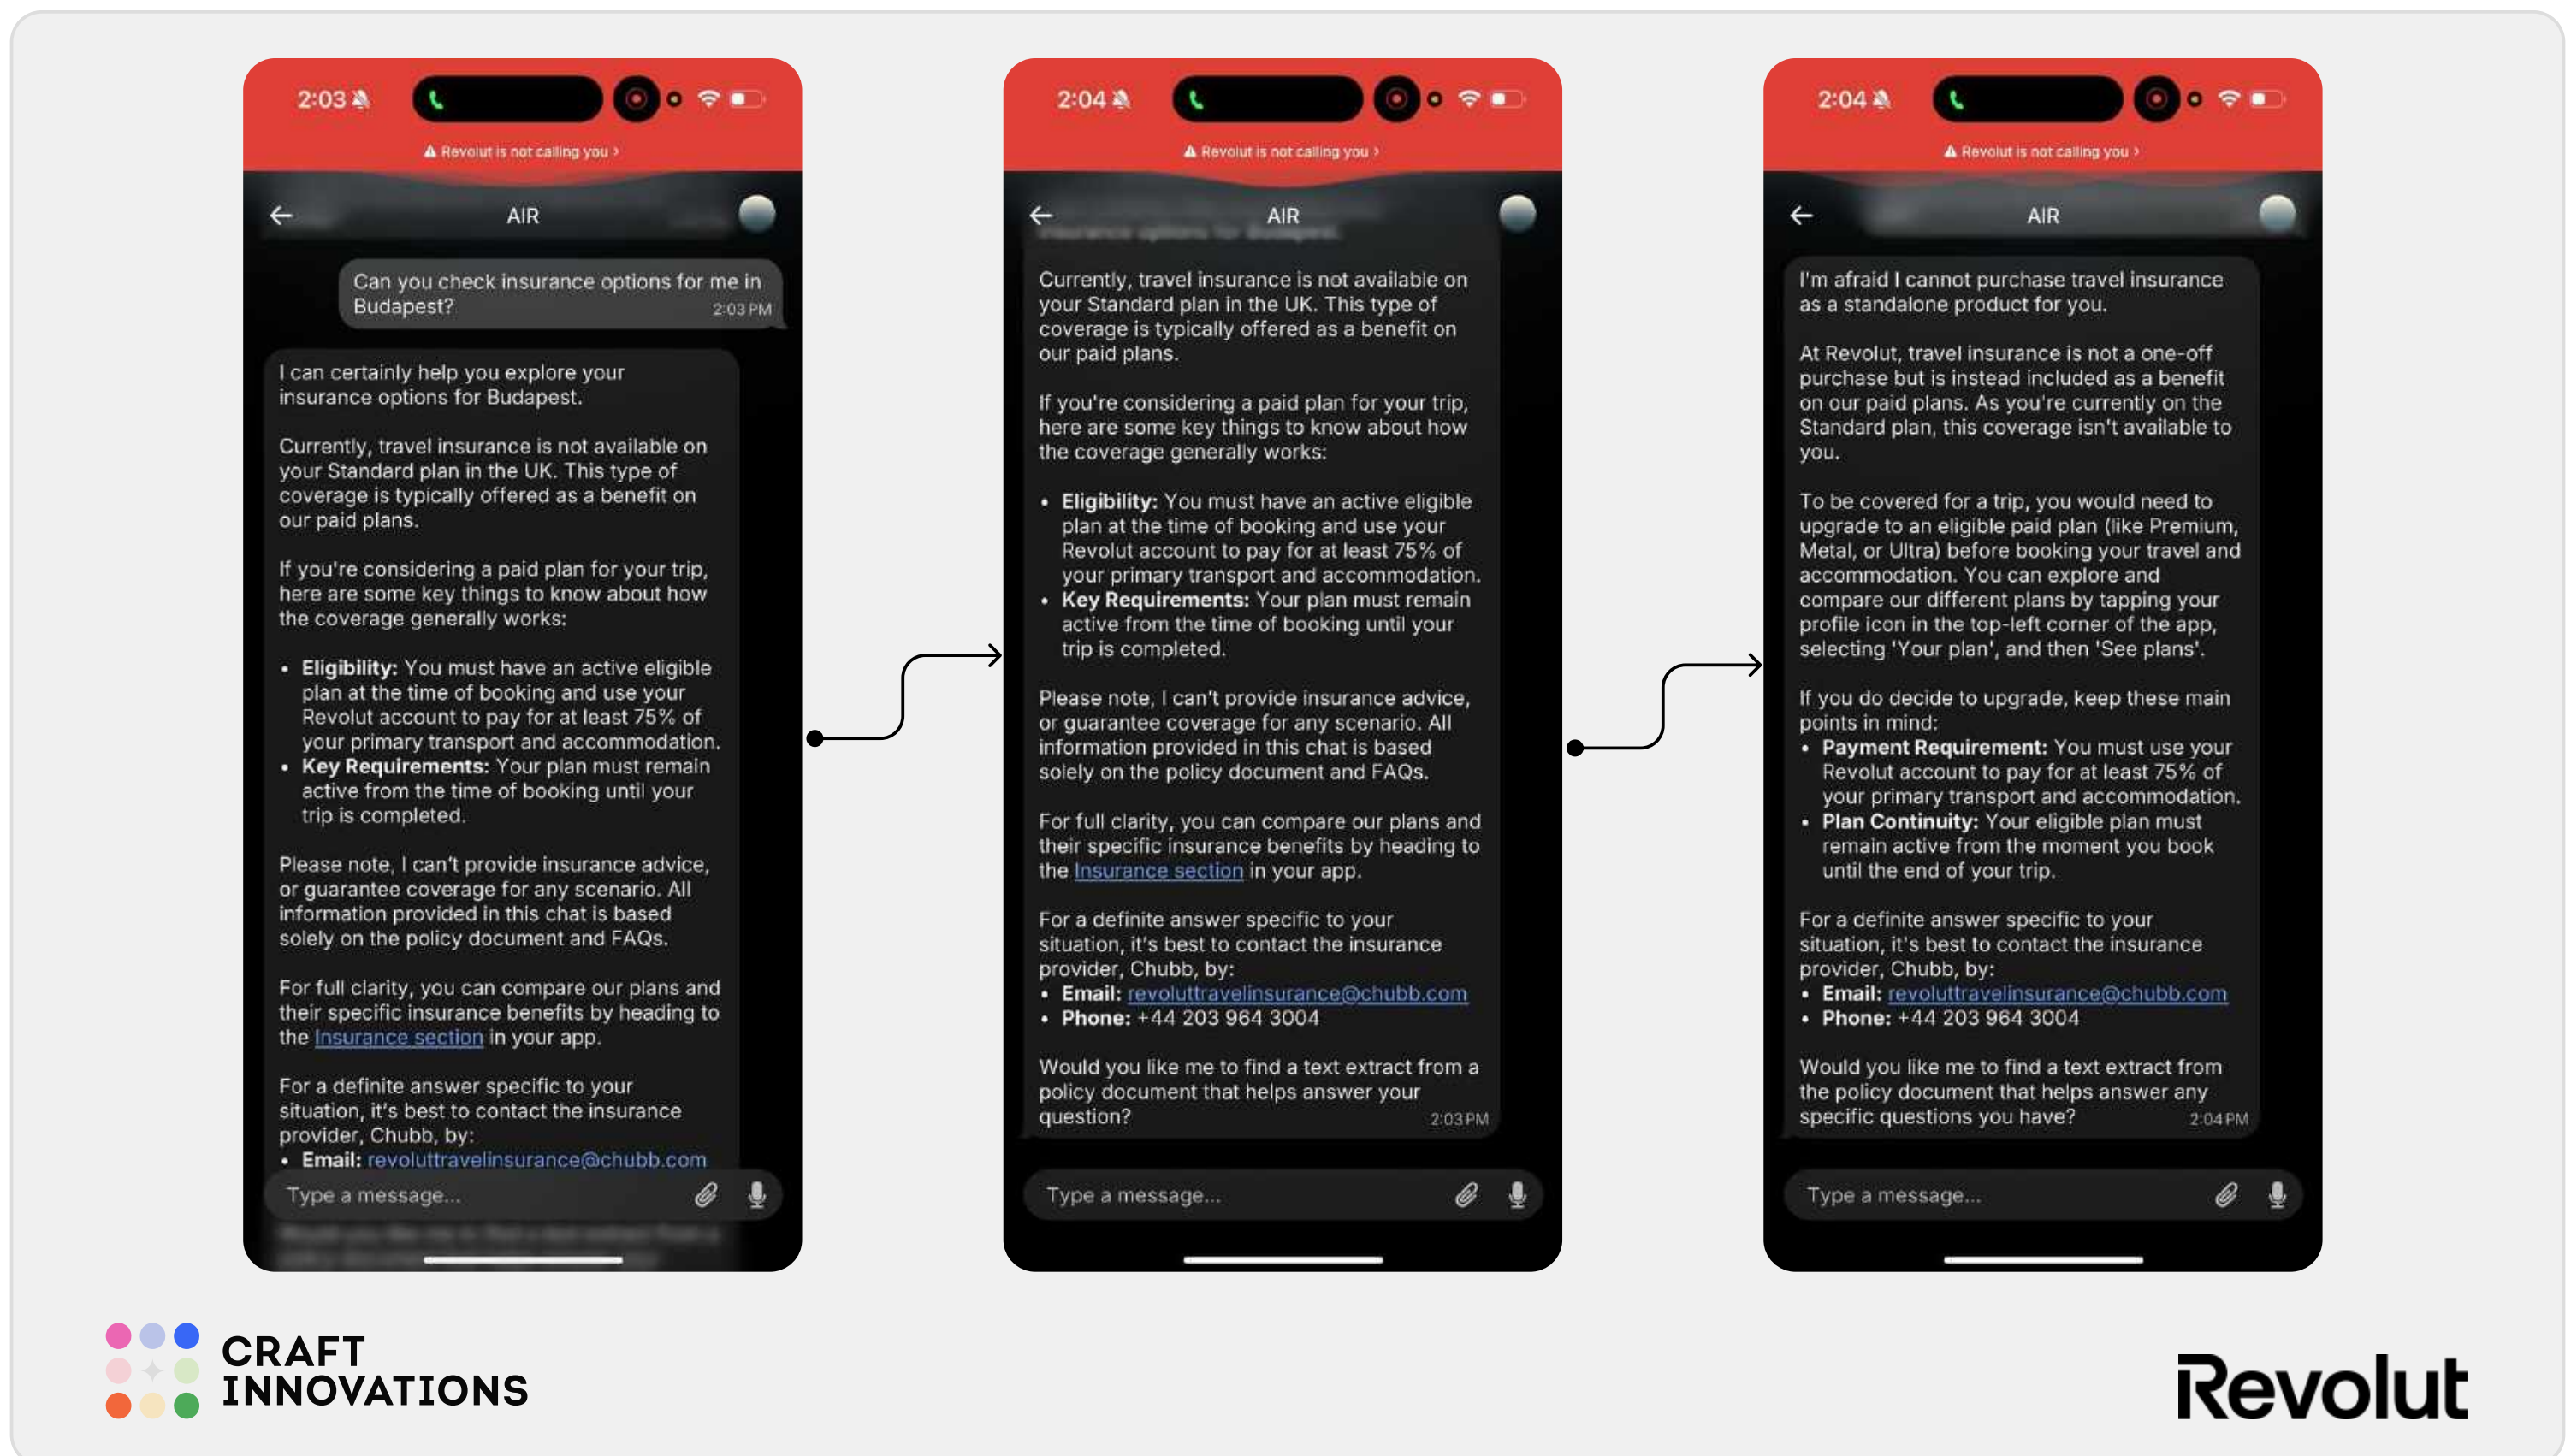 2:03
Revolut is not calling you >
AIR
Can you check insurance options for me in
Budapest?
2:03 PM
I can certainly help you explore your
insurance options for Budapest.
Currently, travel insurance is not available on
your Standard plan in the UK. This type of
coverage is typically offered as a benefit on
our paid plans.
If you're considering a paid plan for your trip,
here are some key things to know about how
the coverage generally works:
• Eligibility: You must have an active eligible
plan at the time of booking and use your
Revolut account to pay for at least 75% of
your primary transport and accommodation.
• Key Requirements: Your plan must remain
active from the time of booking until your
trip is completed.
Please note, I can't provide insurance advice,
or guarantee coverage for any scenario. All
information provided in this chat is based
solely on the policy document and FAQs.
For full clarity, you can compare our plans and
their specific insurance benefits by heading to
the Insurance section in your app.
For a definite answer specific to your
situation, it's best to contact the insurance
provider, Chubb, by:
• Email: revoluttravelinsurance@chubb.com
Type a message...
2:04
Revolut is not calling you >
AIR
insurance options for Budapest.
Currently, travel insurance is not available on
your Standard plan in the UK. This type of
coverage is typically offered as a benefit on
our paid plans.
If you're considering a paid plan for your trip,
here are some key things to know about how
the coverage generally works:
• Eligibility: You must have an active eligible
plan at the time of booking and use your
Revolut account to pay for at least 75% of
your primary transport and accommodation.
• Key Requirements: Your plan must remain
active from the time of booking until your
trip is completed.
Please note, I can't provide insurance advice,
or guarantee coverage for any scenario. All
information provided in this chat is based
solely on the policy document and FAQs.
For full clarity, you can compare our plans and
their specific insurance benefits by heading to
the Insurance section in your app.
For a definite answer specific to your
situation, it's best to contact the insurance
provider, Chubb, by:
• Email: revoluttravelinsurance@chubb.com
• Phone: +44 203 964 3004
Would you like me to find a text extract from a
policy document that helps answer your
question?
2:03 PM
Type a message...
2:04
Revolut is not calling you >
AIR
I'm afraid I cannot purchase travel insurance
as a standalone product for you.
At Revolut, travel insurance is not a one-off
purchase but is instead included as a benefit
on our paid plans. As you're currently on the
Standard plan, this coverage isn't available to
you.
To be covered for a trip, you would need to
upgrade to an eligible paid plan (like Premium,
Metal, or Ultra) before booking your travel and
accommodation. You can explore and
compare our different plans by tapping your
profile icon in the top-left corner of the app,
selecting 'Your plan', and then 'See plans'.
If you do decide to upgrade, keep these main
points in mind:
• Payment Requirement: You must use your
Revolut account to pay for at least 75% of
your primary transport and accommodation.
• Plan Continuity: Your eligible plan must
remain active from the moment you book
until the end of your trip.
For a definite answer specific to your
situation, it's best to contact the insurance
provider, Chubb, by:
• Email: revoluttravelinsurance@chubb.com
• Phone: +44 203 964 3004
Would you like me to find a text extract from
the policy document that helps answer any
specific questions you have?
2:04 PM
Type a message...
CRAFT
INNOVATIONS
Revolut